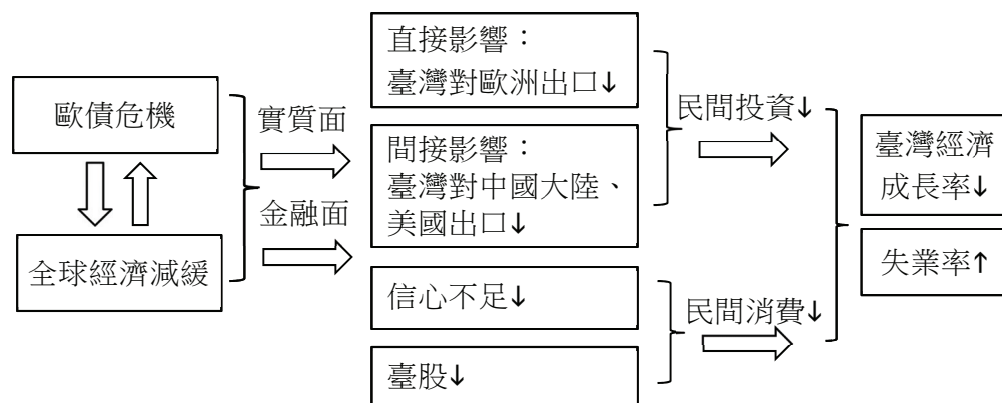 歐債危機
全球經濟減緩
實質面
金融面
直接影響：
臺灣對歐洲出口↓
間接影響：
臺灣對中國大陸、
美國出口↓
信心不足↓
臺股↓
民間投資↓
民間消費↓
臺灣經濟
成長率↓
失業率↑